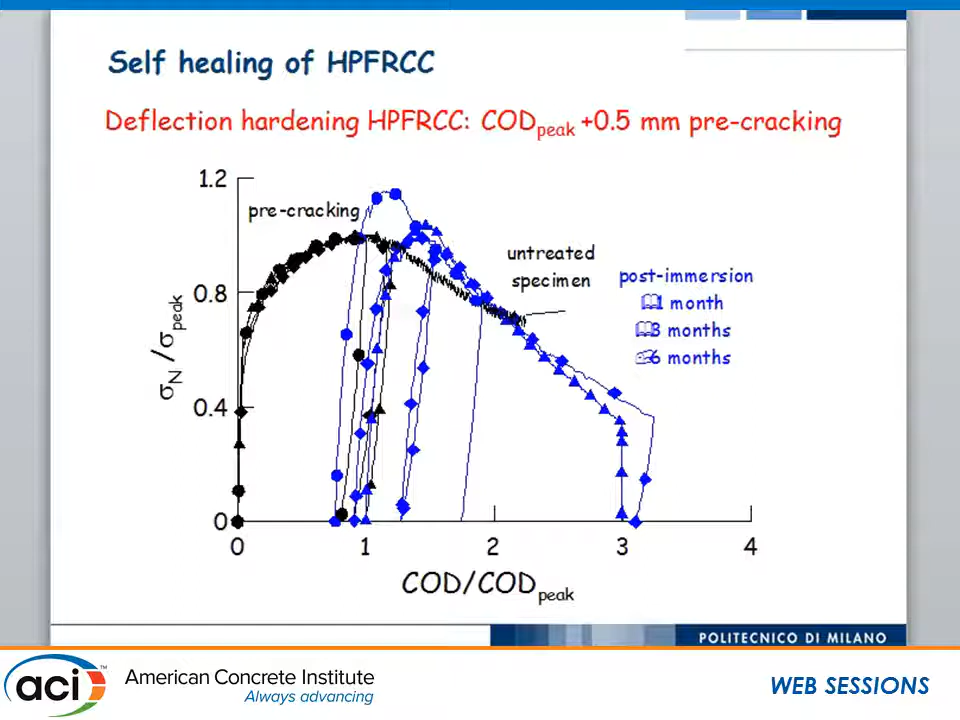 Self healing of HPFRCC
Deflection hardening HPFRCC: CODpeak +0.5 mm pre-cracking
1.2
pre-cracking
untreated
specimen
post-immersion
1 month
3 months
6 months
0.8
σN/σpeak
0.4
0
0 1 2 3 4
COD/CODpeak
POLITECNICO DI MILANO
aci™
American Concrete Institute
Always advancing
WEB SESSIONS